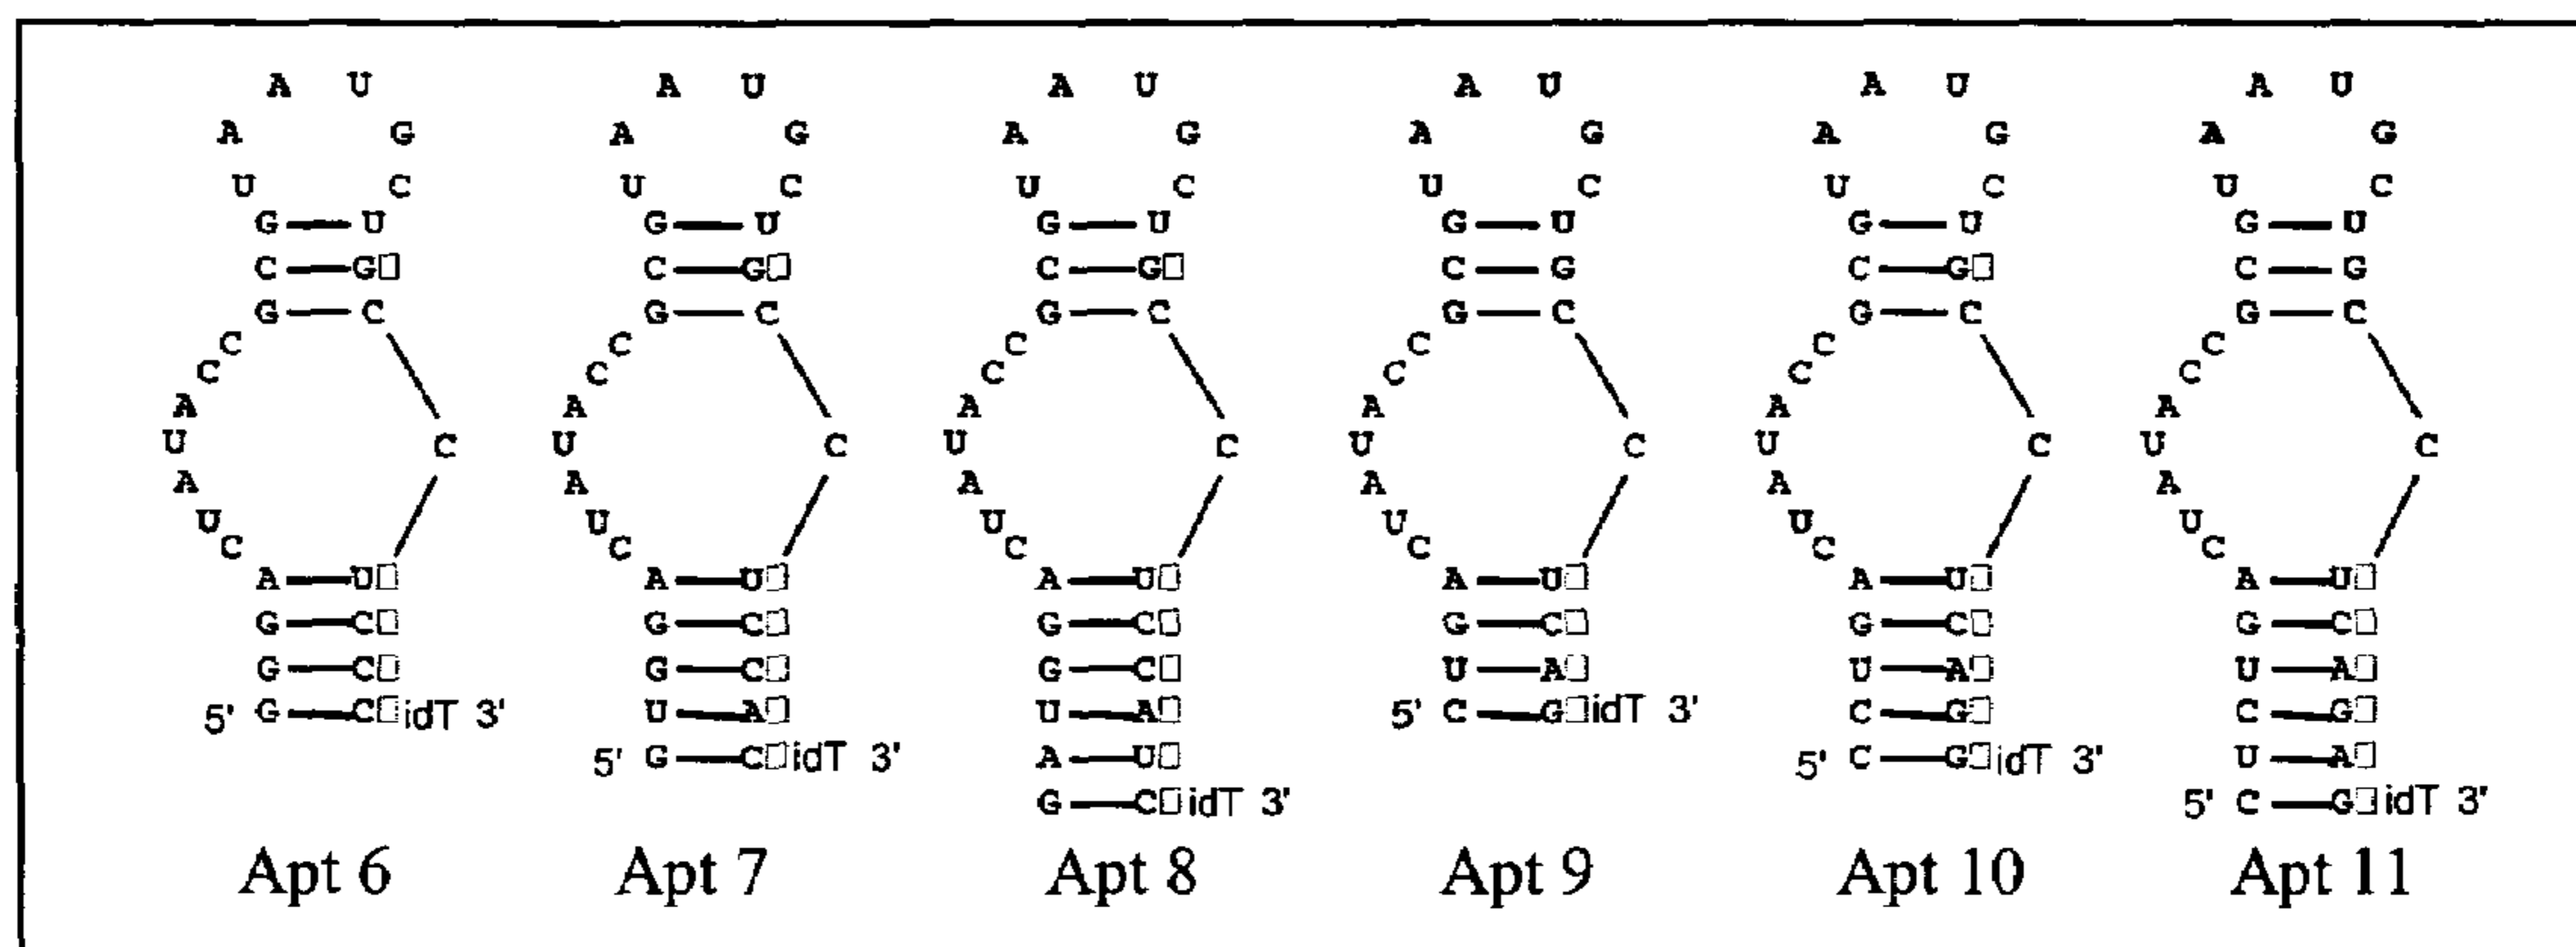 A U A U A U A U A U A U
A G A G A G A G A G A G
U C U C U C U C U C U C
G—U G—U G—U G—U G—U G—U
C—G□ C—G□ C—G□ C—G C—G□ C—G
G—C G—C G—C G—C G—C G—C
C C C C C C
C C C C C C
A A A A A A
U C U C U C U C U C U C
A A A A A A
U U U U U U
C C C C C C
A—U□ A—U□ A—U□ A—U□ A—U□ A—U□
G—C□ G—C□ G—C□ G—C□ G—C□ G—C□
G—C□ G—C□ G—C□ U—A□ U—A□ U—A□
5' G—C□idT 3' U—A□ U—A□ 5' C—G□idT 3' C—G□ C—G□
5' G—C□idT 3' A—U□ 5' C—G□idT 3' U—A□
G—C□idT 3' 5' C—G□idT 3'
Apt 6 Apt 7 Apt 8 Apt 9 Apt 10 Apt 11